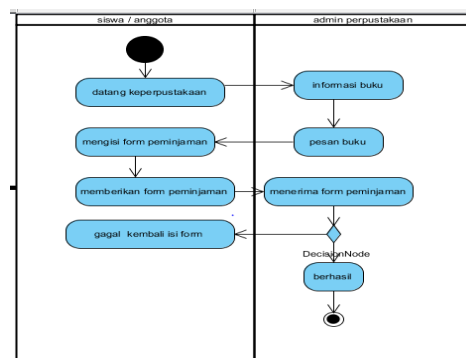 siswa / anggota
admin perpustakaan
datang keperpustakaan
informasi buku
mengisi form peminjaman
pesan buku
memberikan form peminjaman
menerima form peminjaman
gagal kembali isi form
DecisionNode
berhasil